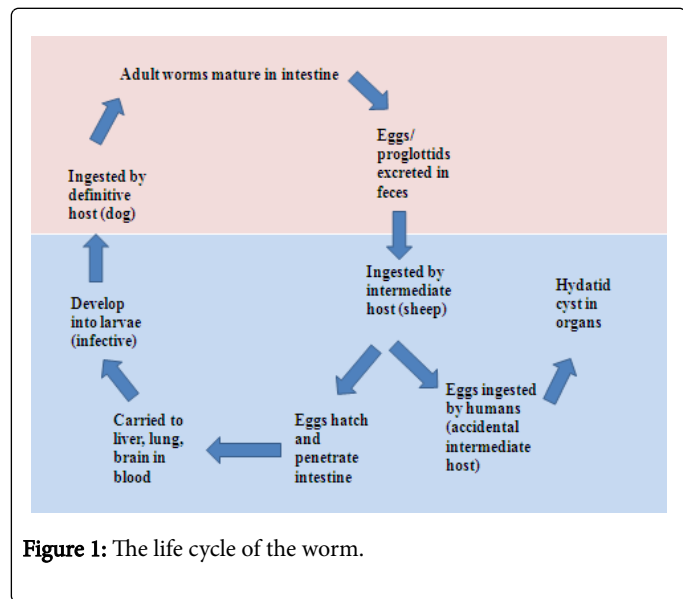 Adult worms mature in intestine
Eggs/
proglottids
excreted in
feces
Ingested by
definitive
host (dog)
Ingested by
intermediate
host (sheep)
Hydatid
cyst in
organs
Develop
into larvae
(infective)
Eggs ingested
by humans
(accidental
intermediate
host)
Eggs hatch
and
penetrate
intestine
Carried to
liver, lung,
brain in
blood
Figure 1: The life cycle of the worm.